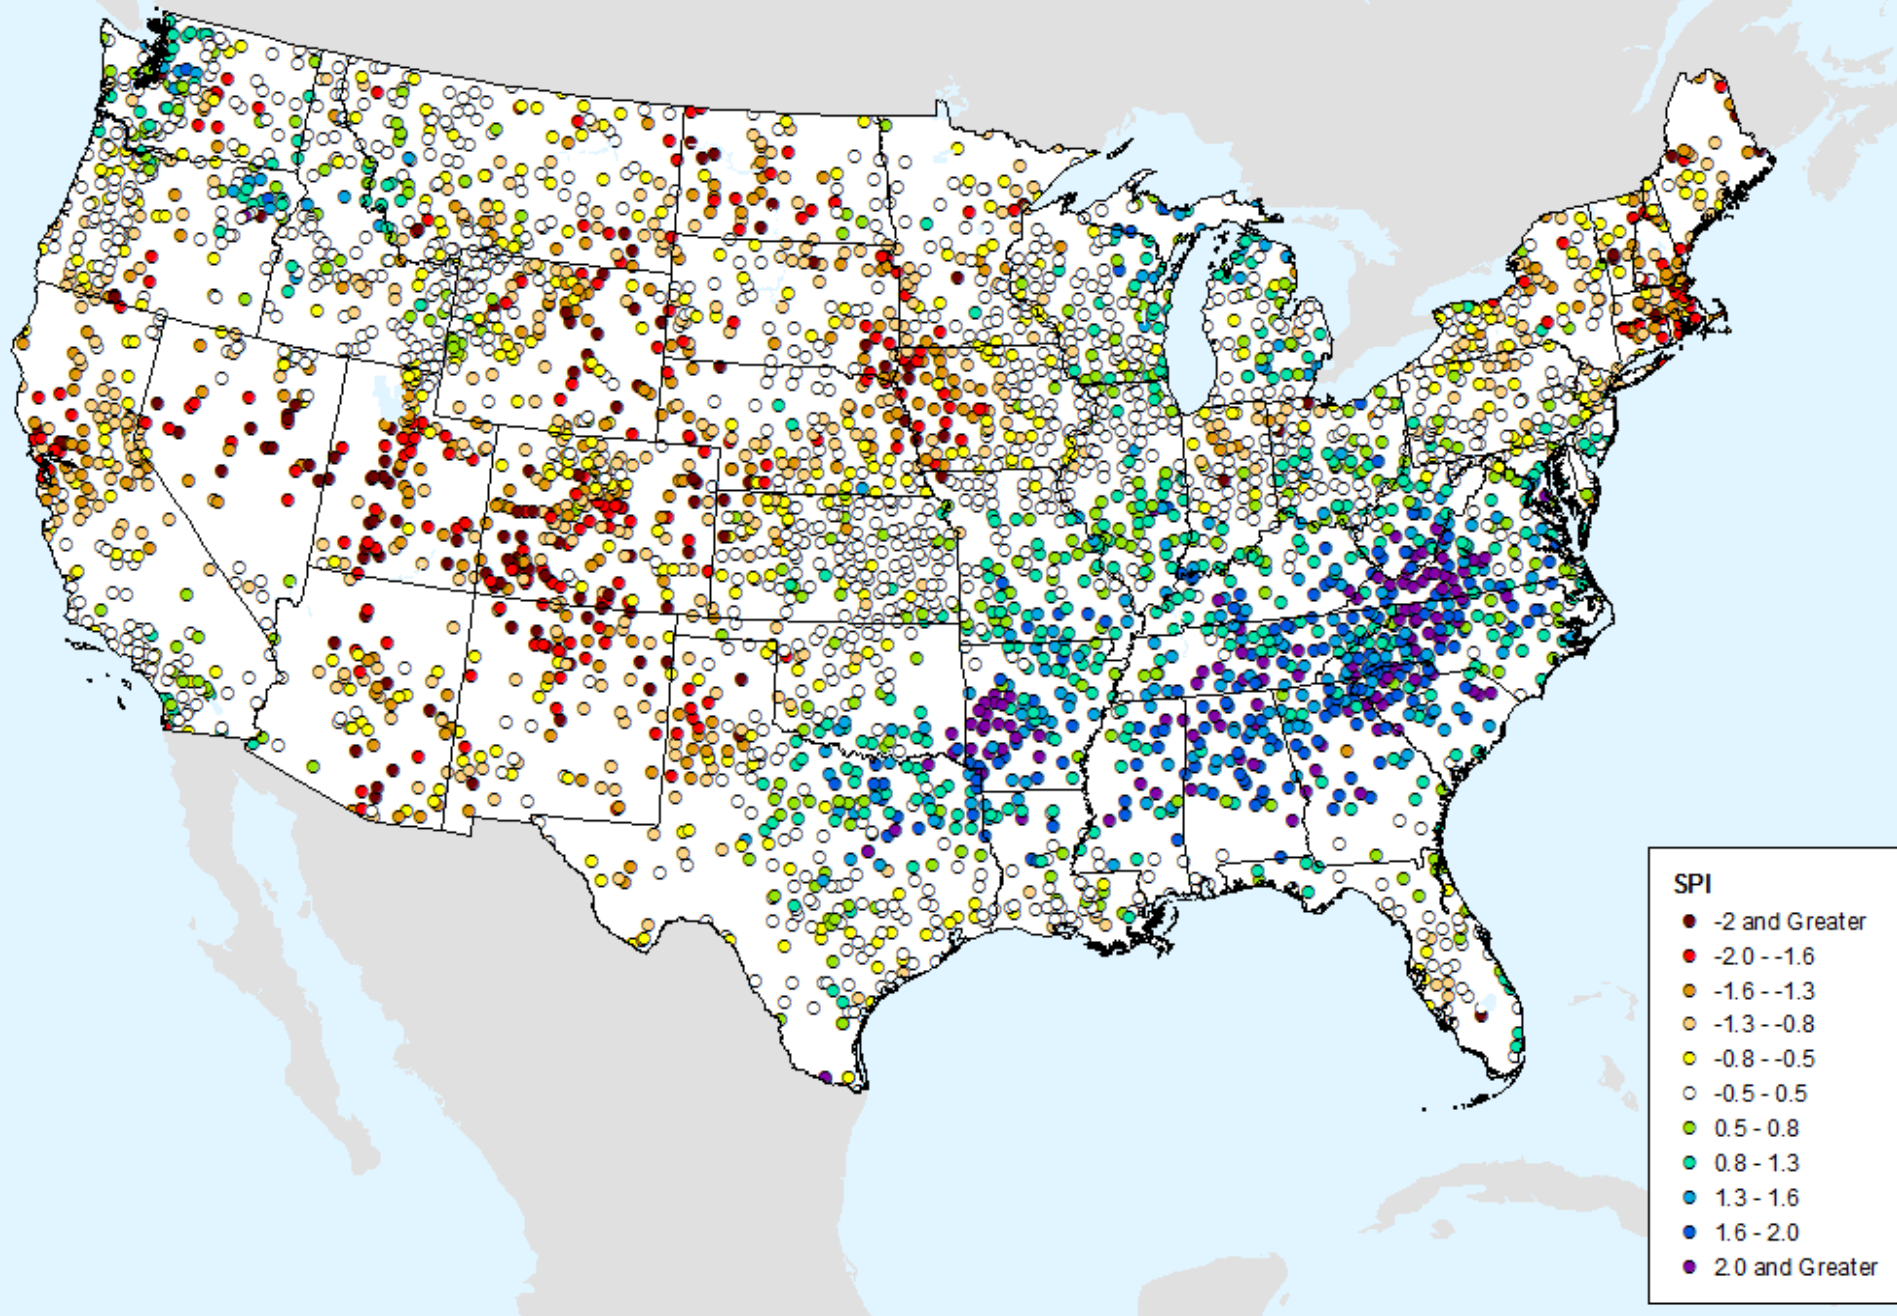 SPI
-2 and Greater
-2.0 - -1.6
-1.6 - -1.3
-1.3 - -0.8
-0.8 - -0.5
-0.5 - 0.5
0.5 - 0.8
0.8 - 1.3
1.3 - 1.6
1.6 - 2.0
2.0 and Greater